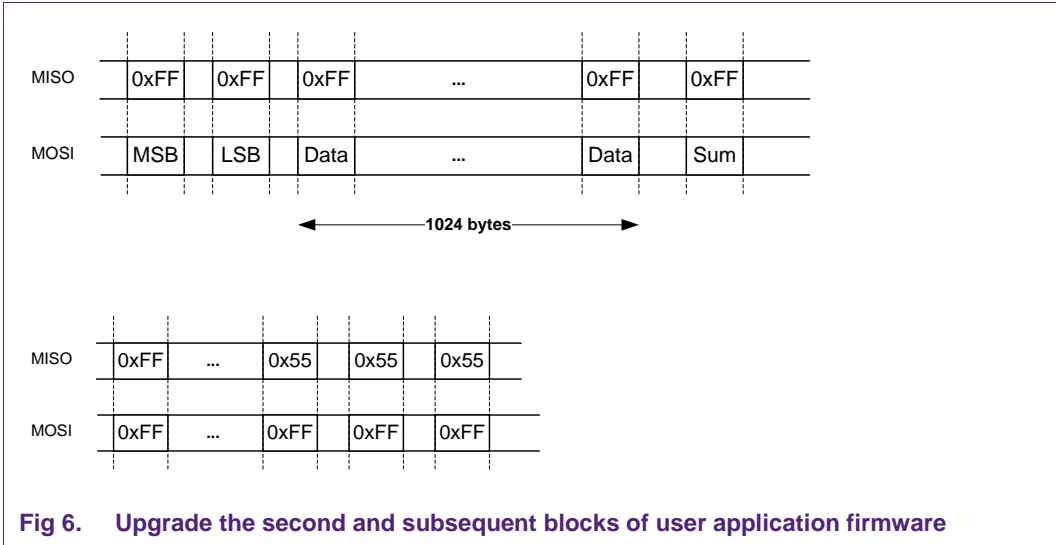 MISO 0xFF 0xFF 0xFF ... 0xFF 0xFF
MOSI MSB LSB Data ... Data Sum
1024 bytes
MISO 0xFF ... 0x55 0x55 0x55
MOSI 0xFF ... 0xFF 0xFF 0xFF
Fig 6. Upgrade the second and subsequent blocks of user application firmware